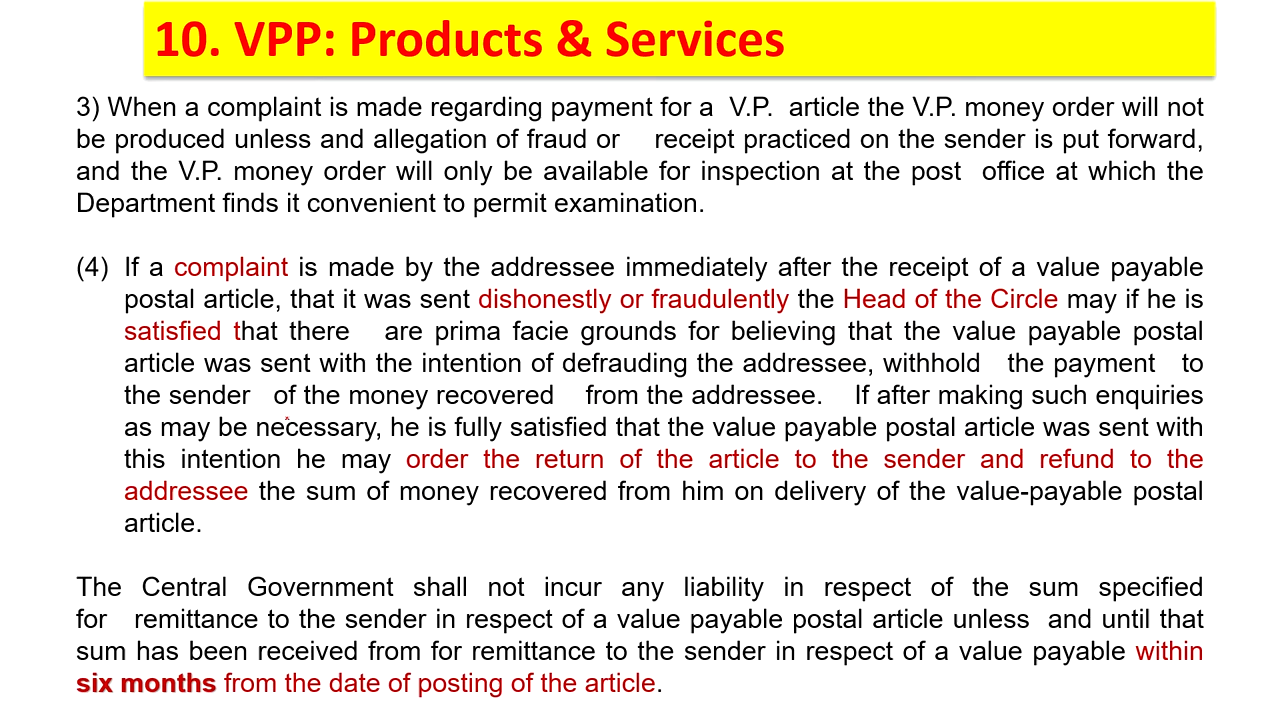 10. VPP: Products & Services
3) When a complaint is made regarding payment for a V.P. article the V.P. money order will not
be produced unless and allegation of fraud or receipt practiced on the sender is put forward,
and the V.P. money order will only be available for inspection at the post office at which the
Department finds it convenient to permit examination.
(4) If a complaint is made by the addressee immediately after the receipt of a value payable
postal article, that it was sent dishonestly or fraudulently the Head of the Circle may if he is
satisfied that there are prima facie grounds for believing that the value payable postal
article was sent with the intention of defrauding the addressee, withhold the payment to
the sender of the money recovered from the addressee. If after making such enquiries
as may be necessary, he is fully satisfied that the value payable postal article was sent with
this intention he may order the return of the article to the sender and refund to the
addressee the sum of money recovered from him on delivery of the value-payable postal
article.
The Central Government shall not incur any liability in respect of the sum specified
for remittance to the sender in respect of a value payable postal article unless and until that
sum has been received from for remittance to the sender in respect of a value payable within
six months from the date of posting of the article.